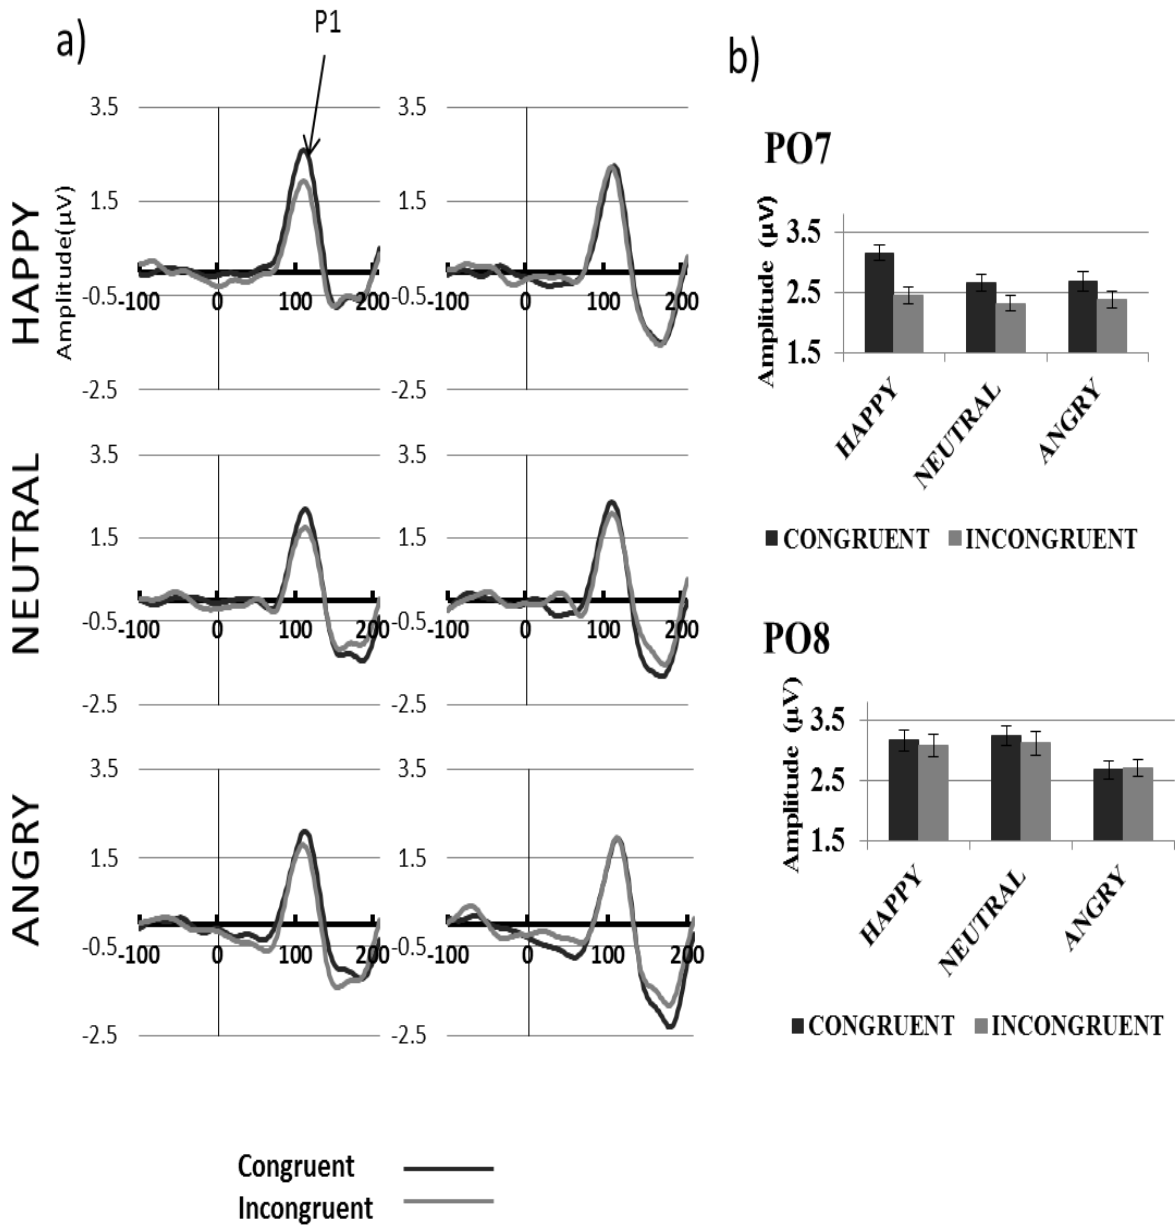 a)
P1
b)
HAPPY
Amplitude(µV)
3.5
1.5
-0.5
-2.5
-100 0 100 200
3.5
1.5
-0.5
-2.5
-100 0 100 200
NEUTRAL
3.5
1.5
-0.5
-2.5
-100 0 100 200
3.5
1.5
-0.5
-2.5
-100 0 100 200
ANGRY
3.5
1.5
-0.5
-2.5
-100 0 100 200
3.5
1.5
-0.5
-2.5
-100 0 100 200
Congruent
Incongruent
PO7
Amplitude (µV)
3.5
2.5
1.5
HAPPY
NEUTRAL
ANGRY
CONGRUENT INCONGRUENT
PO8
Amplitude (µV)
3.5
2.5
1.5
HAPPY
NEUTRAL
ANGRY
CONGRUENT INCONGRUENT